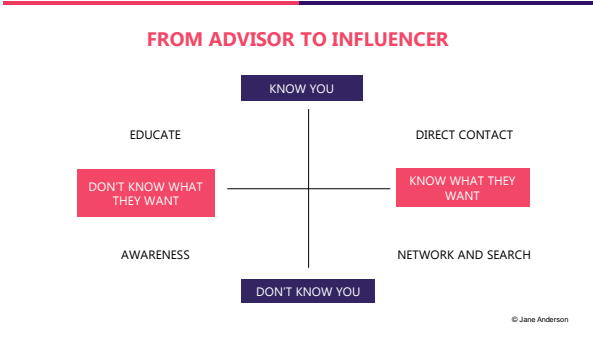 FROM ADVISOR TO INFLUENCER
KNOW YOU
EDUCATE
DIRECT CONTACT
DON'T KNOW WHAT
THEY WANT
KNOW WHAT THEY
WANT
AWARENESS
NETWORK AND SEARCH
DON'T KNOW YOU
© Jane Anderson